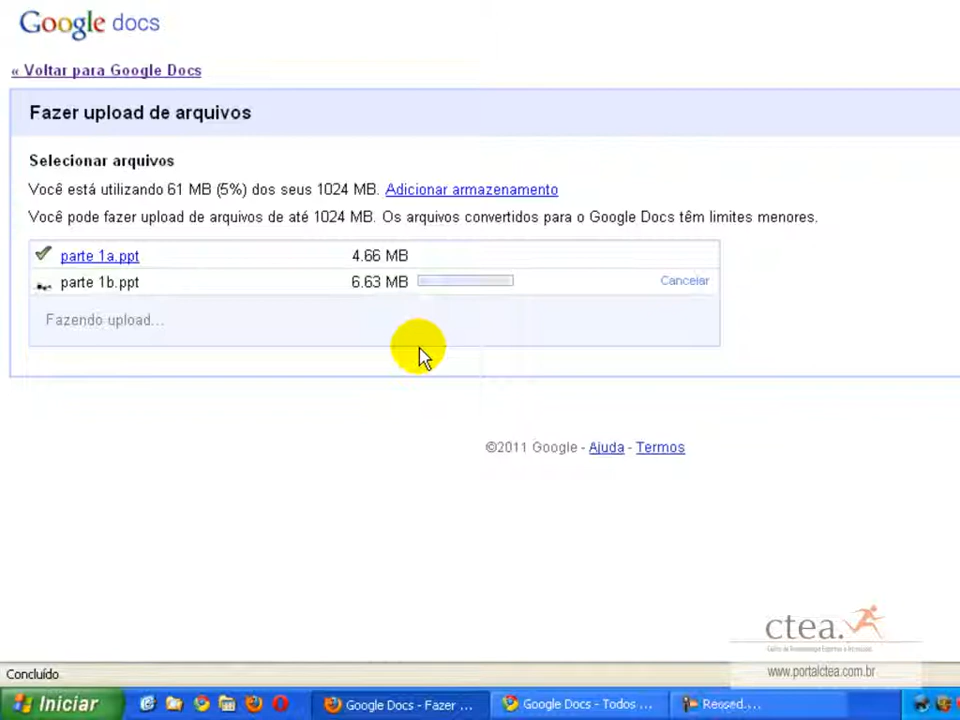 Google docs
« Voltar para Google Docs
Fazer upload de arquivos
Selecionar arquivos
Você está utilizando 61 MB (5%) dos seus 1024 MB. Adicionar armazenamento
Você pode fazer upload de arquivos de até 1024 MB. Os arquivos convertidos para o Google Docs têm limites menores.
parte 1a.ppt 4.66 MB
parte 1b.ppt 6.63 MB Cancelar
Fazendo upload...
©2011 Google - Ajuda - Termos
ctea.
www.portalctea.com.br
Concluído
Iniciar Google Docs - Fazer ... Google Docs - Todos ...